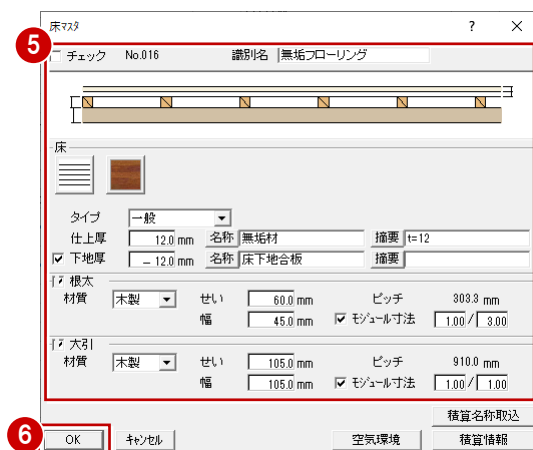 床ﾏｽﾀ ? ×
5
チェック No.016 識別名 無垢フローリング
床
タイプ 一般
仕上厚 12.0 mm 名称 無垢材 摘要 t=12
下地厚 － 12.0 mm 名称 床下地合板 摘要
根太
材質 木製 せい 60.0 mm ピッチ 303.3 mm
幅 45.0 mm ﾓｼﾞｭｰﾙ寸法 1.00 / 3.00
大引
材質 木製 せい 105.0 mm ピッチ 910.0 mm
幅 105.0 mm ﾓｼﾞｭｰﾙ寸法 1.00 / 1.00
積算名称取込
6
OK ｷｬﾝｾﾙ 空気環境 積算情報